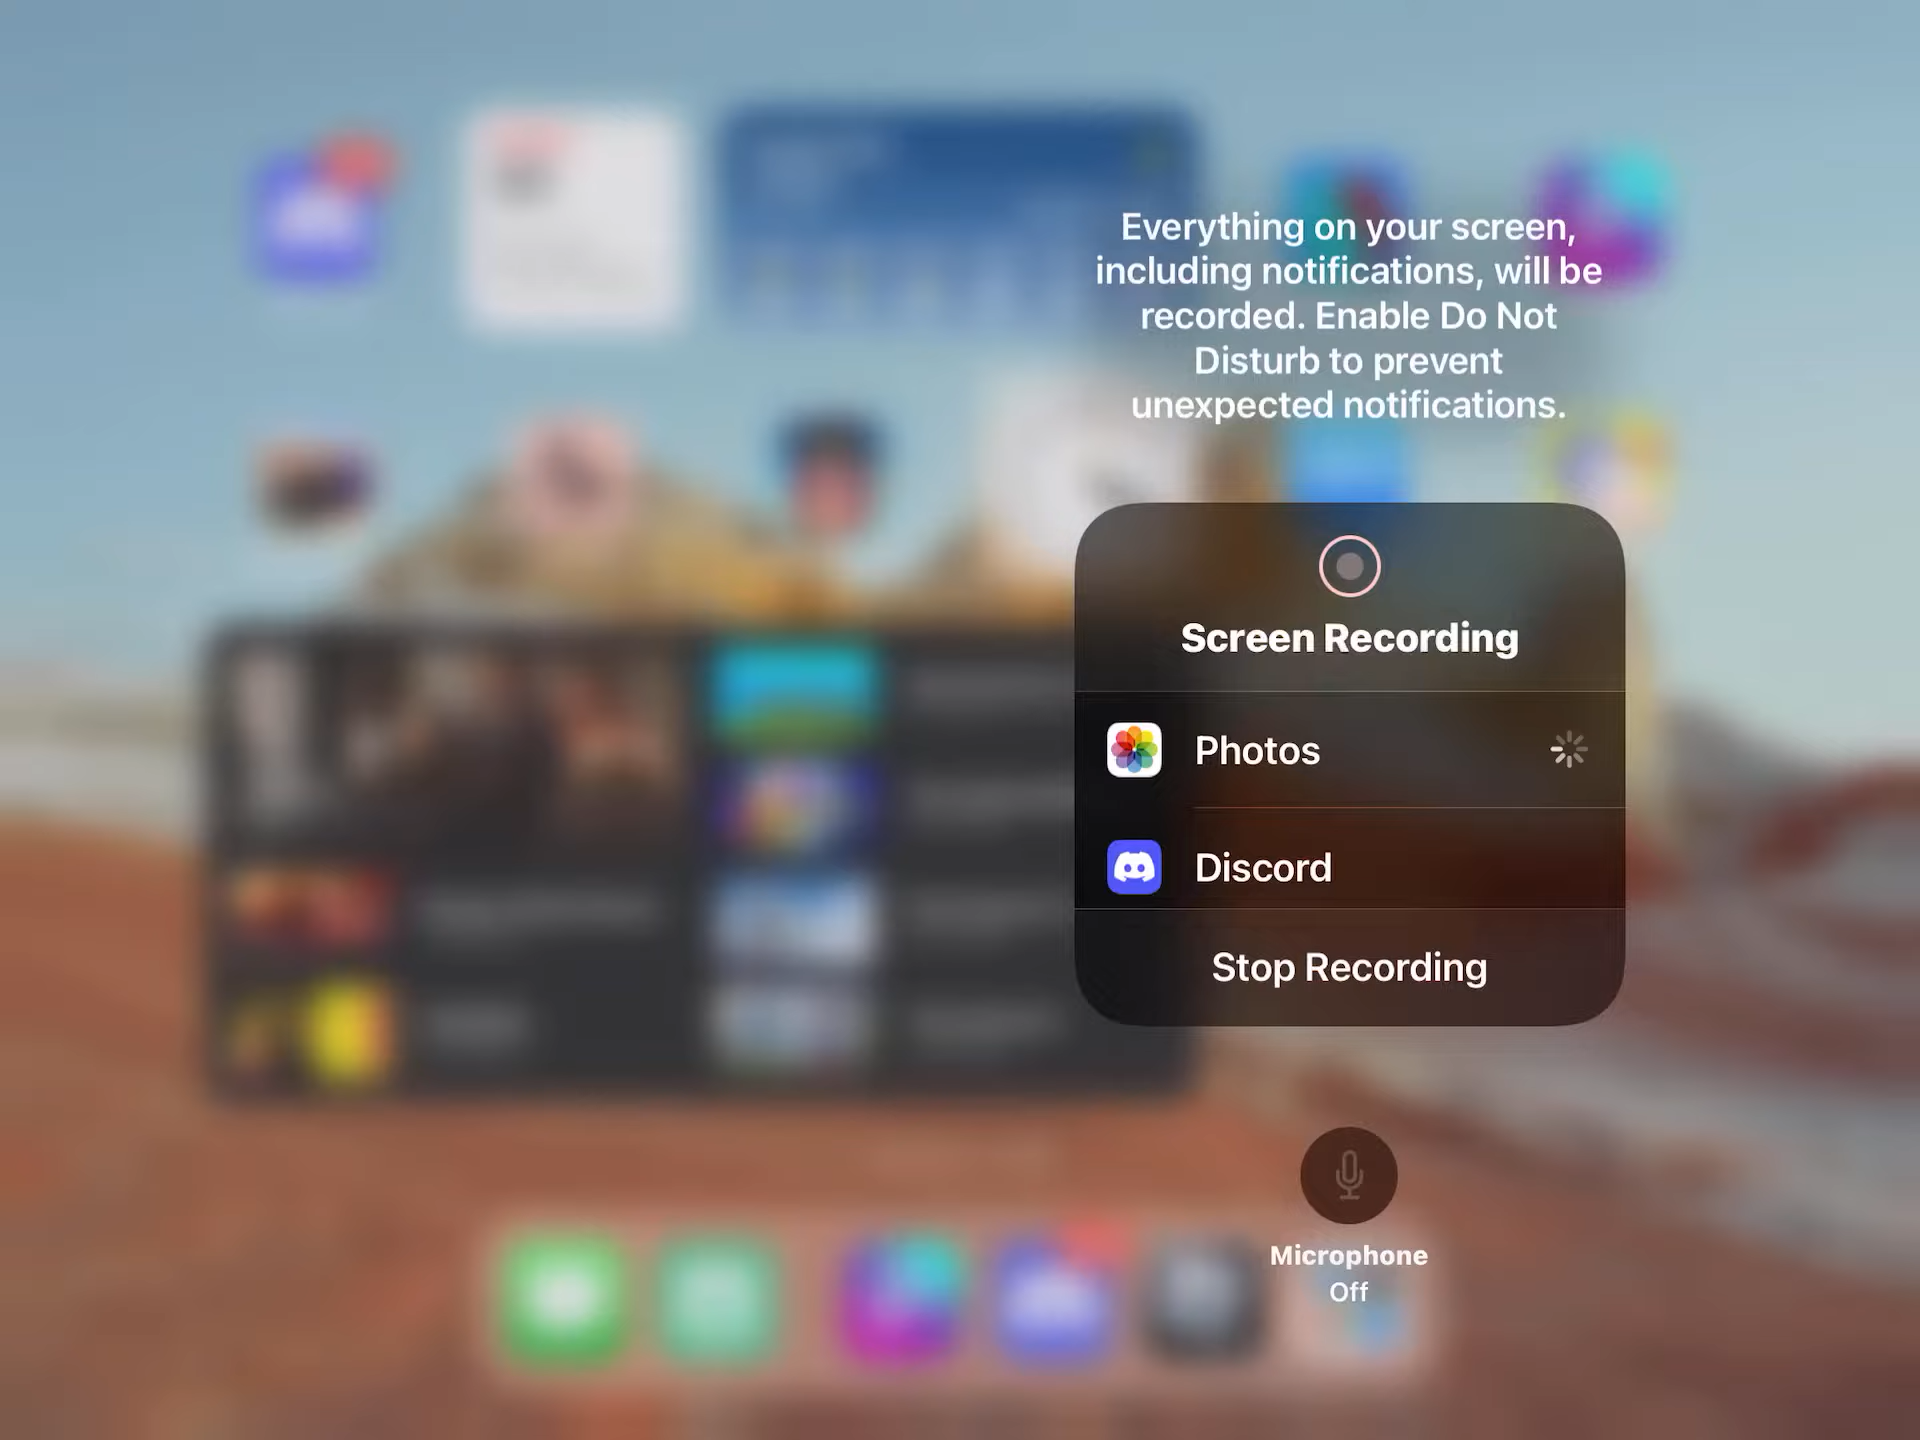 Everything on your screen,
including notifications, will be
recorded. Enable Do Not
Disturb to prevent
unexpected notifications.
Screen Recording
Photos
Discord
Stop Recording
Microphone
Off